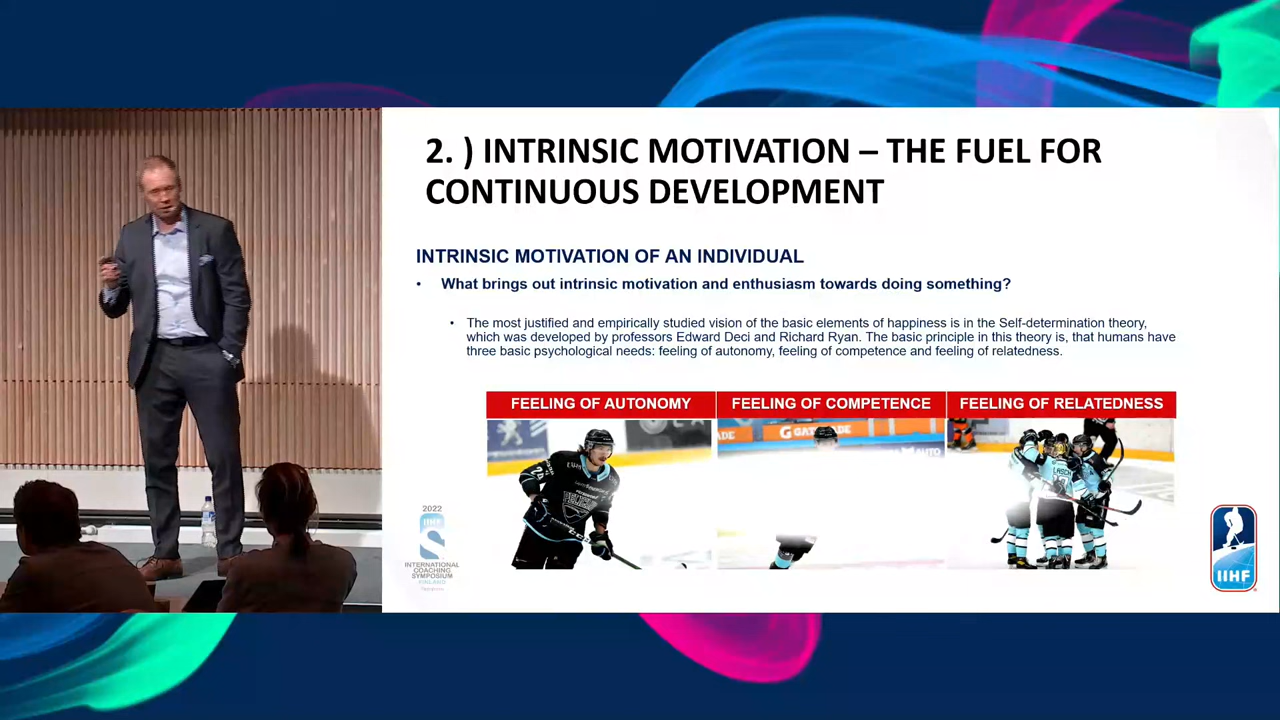 2. ) INTRINSIC MOTIVATION – THE FUEL FOR
CONTINUOUS DEVELOPMENT
INTRINSIC MOTIVATION OF AN INDIVIDUAL
• What brings out intrinsic motivation and enthusiasm towards doing something?
• The most justified and empirically studied vision of the basic elements of happiness is in the Self-determination theory,
which was developed by professors Edward Deci and Richard Ryan. The basic principle in this theory is, that humans have
three basic psychological needs: feeling of autonomy, feeling of competence and feeling of relatedness.
FEELING OF AUTONOMY
FEELING OF COMPETENCE
FEELING OF RELATEDNESS
2022
IIHF
INTERNATIONAL
COACHING
SYMPOSIUM
FINLAND
IIHF